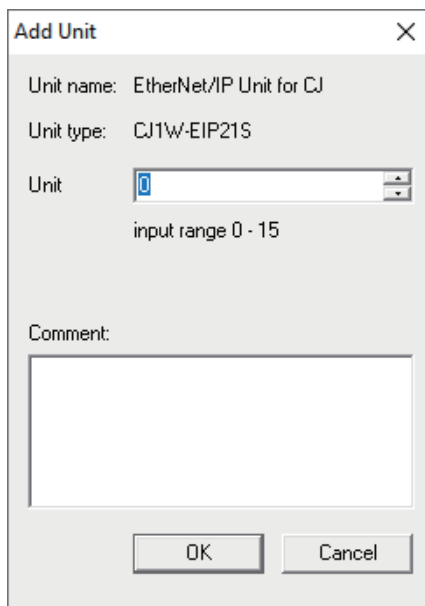 Add Unit
Unit name: EtherNet/IP Unit for CJ
Unit type: CJ1W-EIP21S
Unit 0
input range 0 - 15
Comment:
OK Cancel